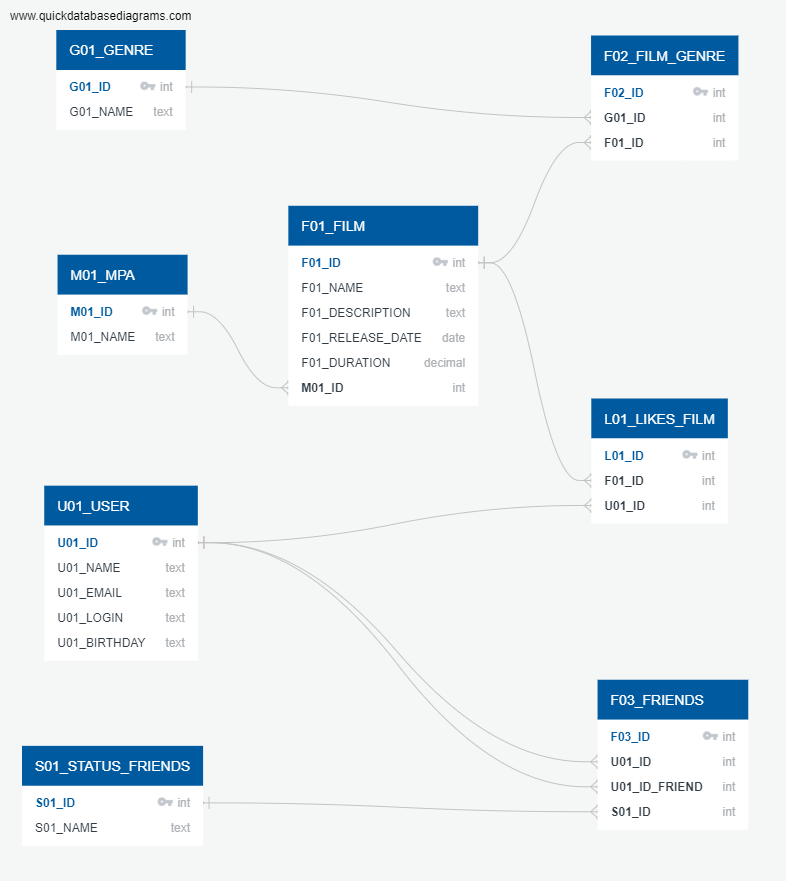 www.quickdatabasediagrams.com
G01_GENRE
G01_ID int
G01_NAME text
F02_FILM_GENRE
F02_ID int
G01_ID int
F01_ID int
F01_FILM
F01_ID int
F01_NAME text
F01_DESCRIPTION text
F01_RELEASE_DATE date
F01_DURATION decimal
M01_ID int
M01_MPA
M01_ID int
M01_NAME text
L01_LIKES_FILM
L01_ID int
F01_ID int
U01_ID int
U01_USER
U01_ID int
U01_NAME text
U01_EMAIL text
U01_LOGIN text
U01_BIRTHDAY text
F03_FRIENDS
F03_ID int
U01_ID int
U01_ID_FRIEND int
S01_ID int
S01_STATUS_FRIENDS
S01_ID int
S01_NAME text